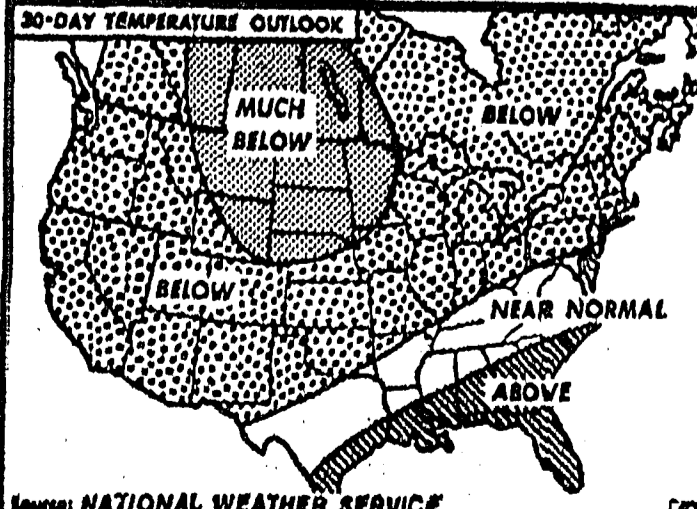 30-DAY TEMPERATURE OUTLOOK
MUCH
BELOW
BELOW
BELOW
NEAR NORMAL
ABOVE
Source: NATIONAL WEATHER SERVICE